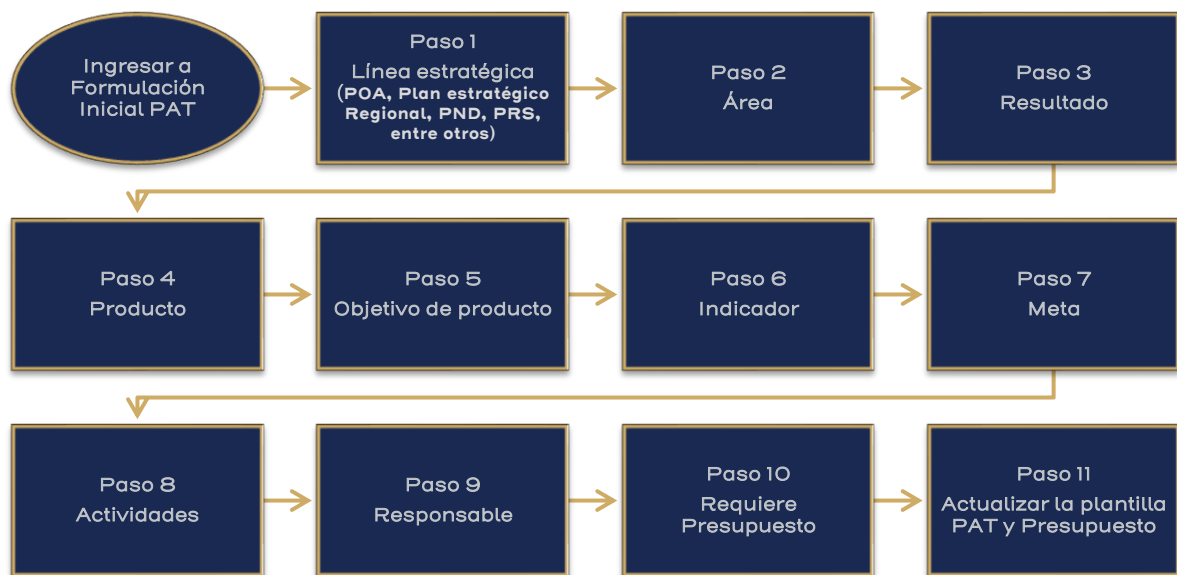 Ingresar a
Formulación
Inicial PAT
Paso 1
Línea estratégica
(POA, Plan estratégico
Regional, PND, PRS,
entre otros)
Paso 2
Área
Paso 3
Resultado
Paso 4
Producto
Paso 5
Objetivo de producto
Paso 6
Indicador
Paso 7
Meta
Paso 8
Actividades
Paso 9
Responsable
Paso 10
Requiere
Presupuesto
Paso 11
Actualizar la plantilla
PAT y Presupuesto